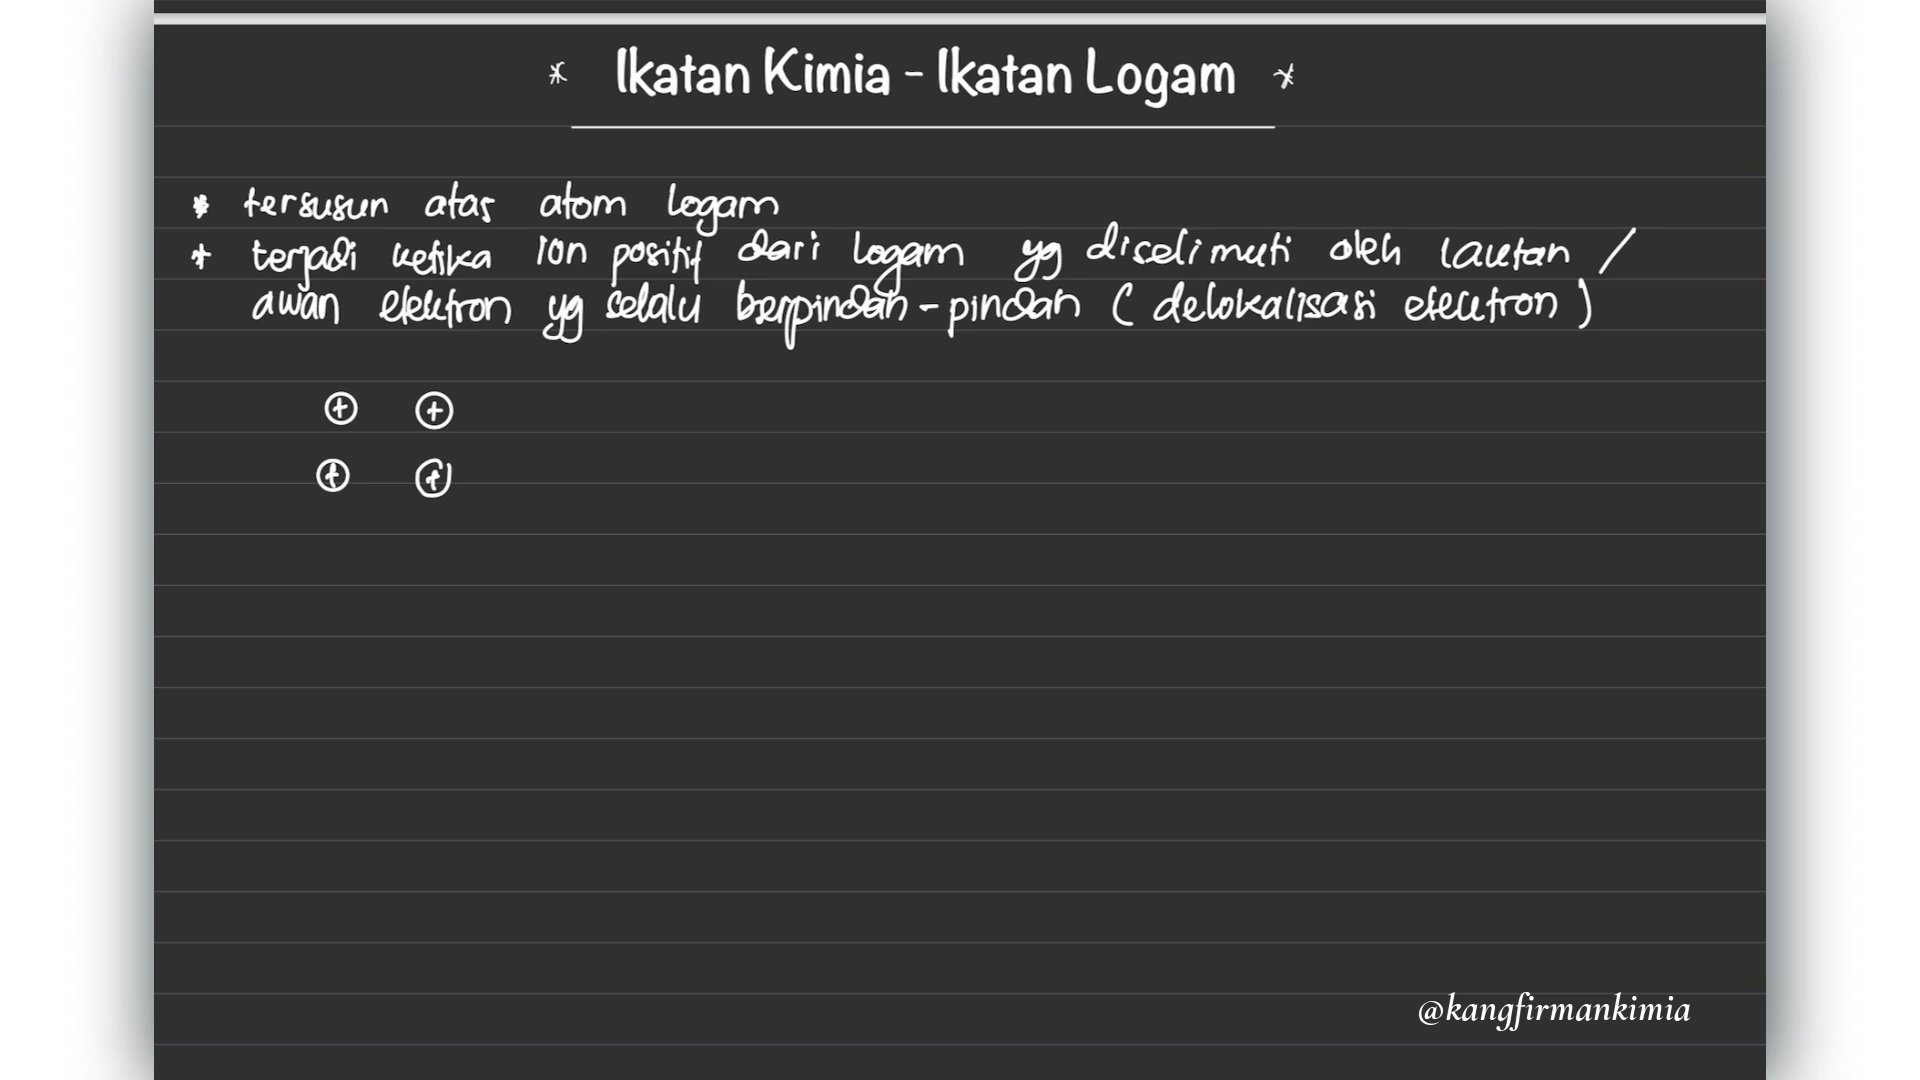 * Ikatan Kimia - Ikatan Logam *
* tersusun atas atom logam
* terjadi ketika ion positif dari logam yg diselimuti oleh lautan /
awan elektron yg selalu berpindah-pindah ( delokalisasi elektron )
+ +
+ +
@kangfirmankimia